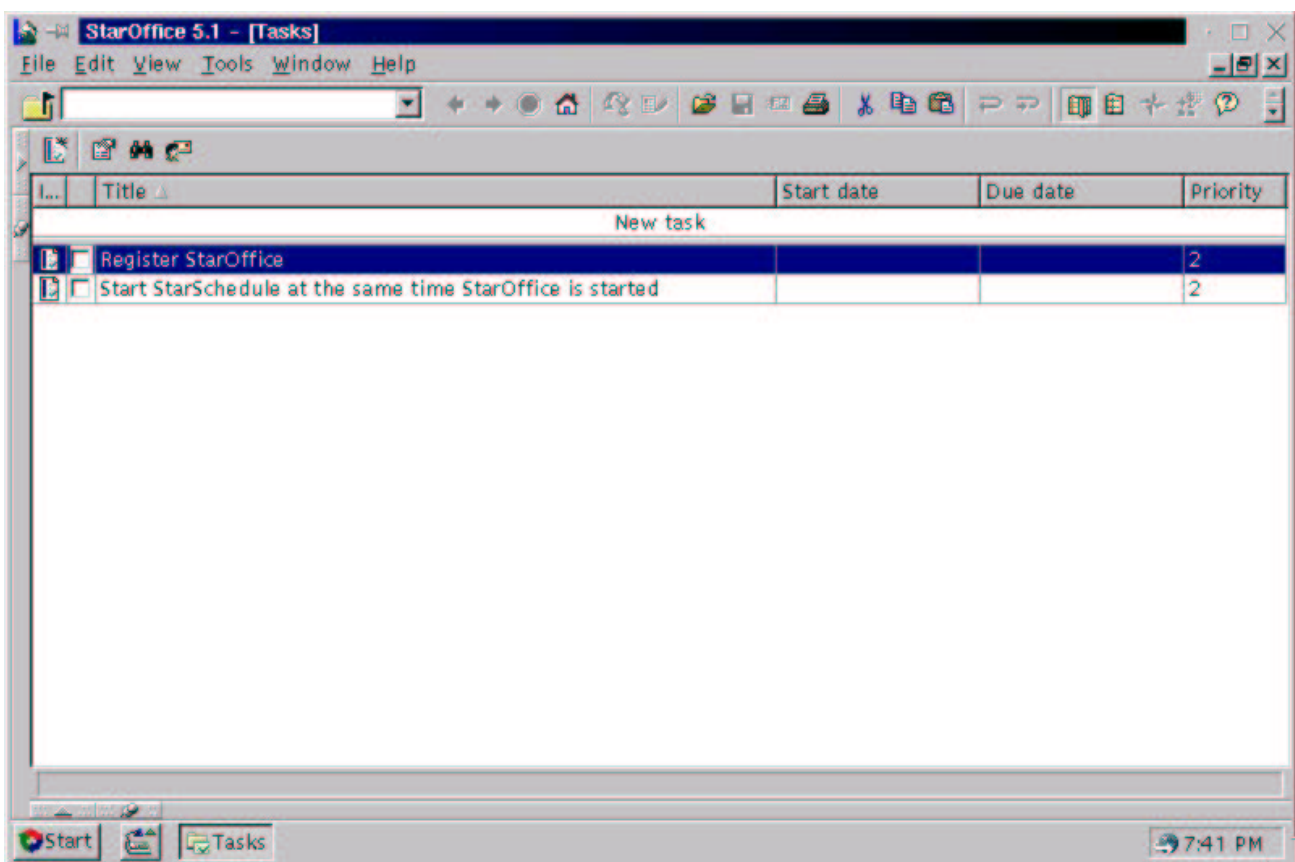 StarOffice 5.1 - [Tasks]
File Edit View Tools Window Help
I... Title Start date Due date Priority
New task
Register StarOffice 2
Start StarSchedule at the same time StarOffice is started 2
Start Tasks 7:41 PM